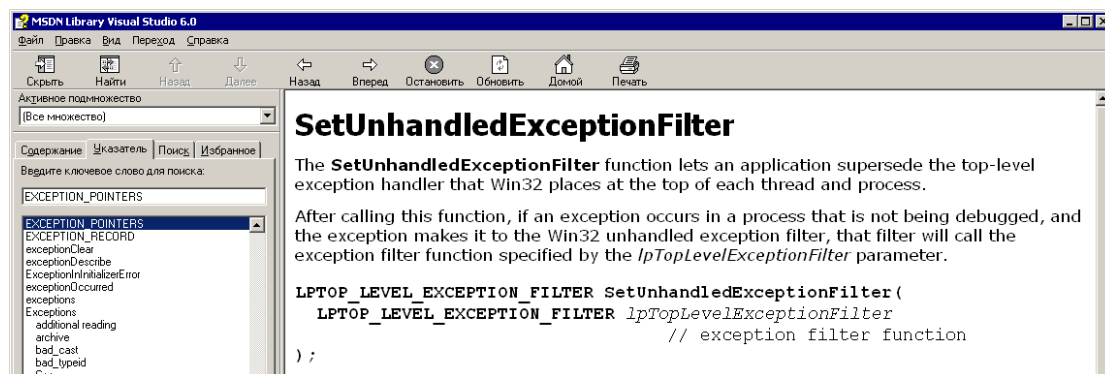 MSDN Library Visual Studio 6.0
Файл Правка Вид Переход Справка
Скрыть Найти Назад Далее Назад Вперед Остановить Обновить Домой Печать
Активное подмножество
(Все множество)
Содержание Указатель Поиск Избранное
Введите ключевое слово для поиска:
EXCEPTION_POINTERS
EXCEPTION_POINTERS
EXCEPTION_RECORD
exceptionClear
exceptionDescribe
ExceptionInInitializerError
exceptionOccurred
exceptions
Exceptions
additional reading
archive
bad_cast
bad_typeid
SetUnhandledExceptionFilter
The SetUnhandledExceptionFilter function lets an application supersede the top-level
exception handler that Win32 places at the top of each thread and process.
After calling this function, if an exception occurs in a process that is not being debugged, and
the exception makes it to the Win32 unhandled exception filter, that filter will call the
exception filter function specified by the lpTopLevelExceptionFilter parameter.
LPTOP_LEVEL_EXCEPTION_FILTER SetUnhandledExceptionFilter(
LPTOP_LEVEL_EXCEPTION_FILTER lpTopLevelExceptionFilter
// exception filter function
);